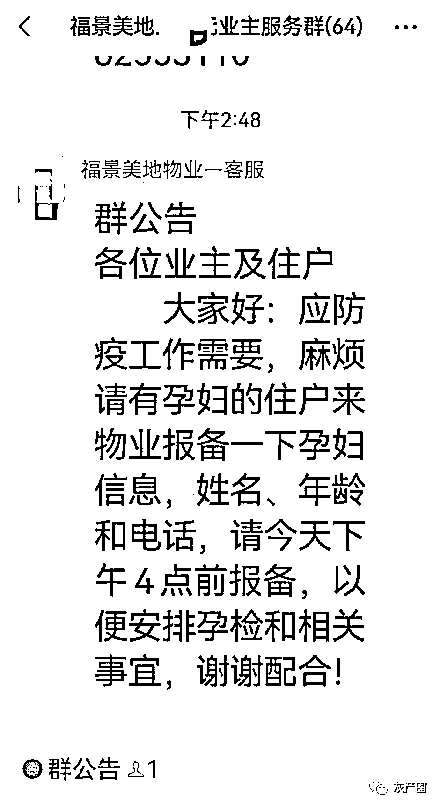 福景美地.
业主服务群(64)
下午2:48
福景美地物业一客服
群公告
各位业主及住户
大家好：应防
疫工作需要，麻烦
请有孕妇的住户来
物业报备一下孕妇
信息，姓名、年龄
和电话，请今天下
午4点前报备，以
便安排孕检和相关
事宜，谢谢配合!
群公告 1
灰产圈